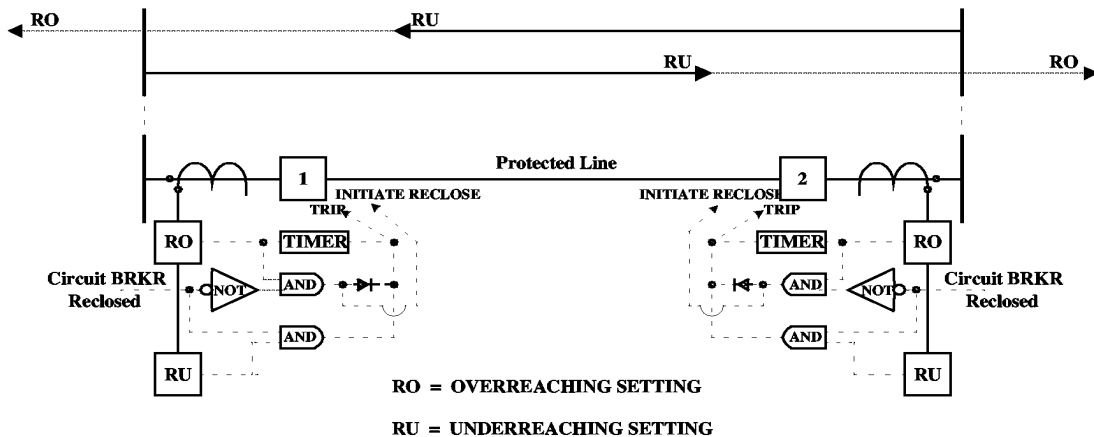 RO
RU
RU
RO
Protected Line
1
2
INITIATE RECLOSE
INITIATE RECLOSE
TRIP
TRIP
RO
TIMER
TIMER
RO
Circuit BRKR
Reclosed
NOT
AND
AND
NOT
Circuit BRKR
Reclosed
AND
AND
RU
RU
RO = OVERREACHING SETTING
RU = UNDERREACHING SETTING